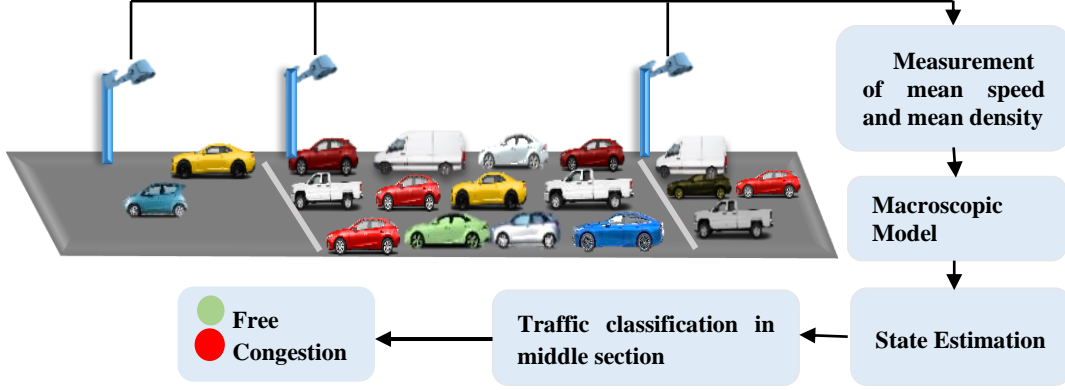 Measurement
of mean speed
and mean density
Macroscopic
Model
State Estimation
Traffic classification in
middle section
Free
Congestion